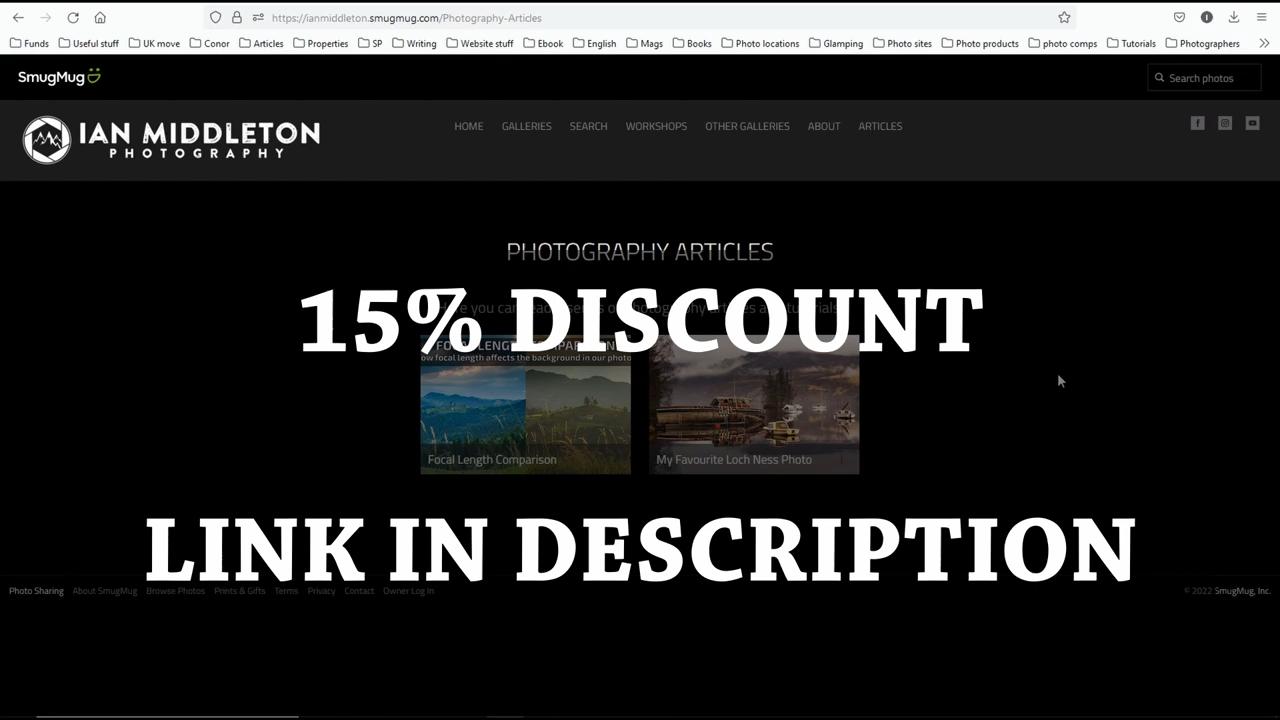 https://ianmiddleton.smugmug.com/Photography-Articles
Funds Useful stuff UK move Conor Articles Properties SP Writing Website stuff Ebook English Mags Books Photo locations Glamping Photo sites Photo products photo comps Tutorials Photographers
SmugMug
Search photos
IAN MIDDLETON
PHOTOGRAPHY
HOME GALLERIES SEARCH WORKSHOPS OTHER GALLERIES ABOUT ARTICLES
PHOTOGRAPHY ARTICLES
15% DISCOUNT
Focal Length Comparison
My Favourite Loch Ness Photo
LINK IN DESCRIPTION
Photo Sharing About SmugMug Browse Photos Prints & Gifts Terms Privacy Contact Owner Log In
© 2022 SmugMug, Inc.